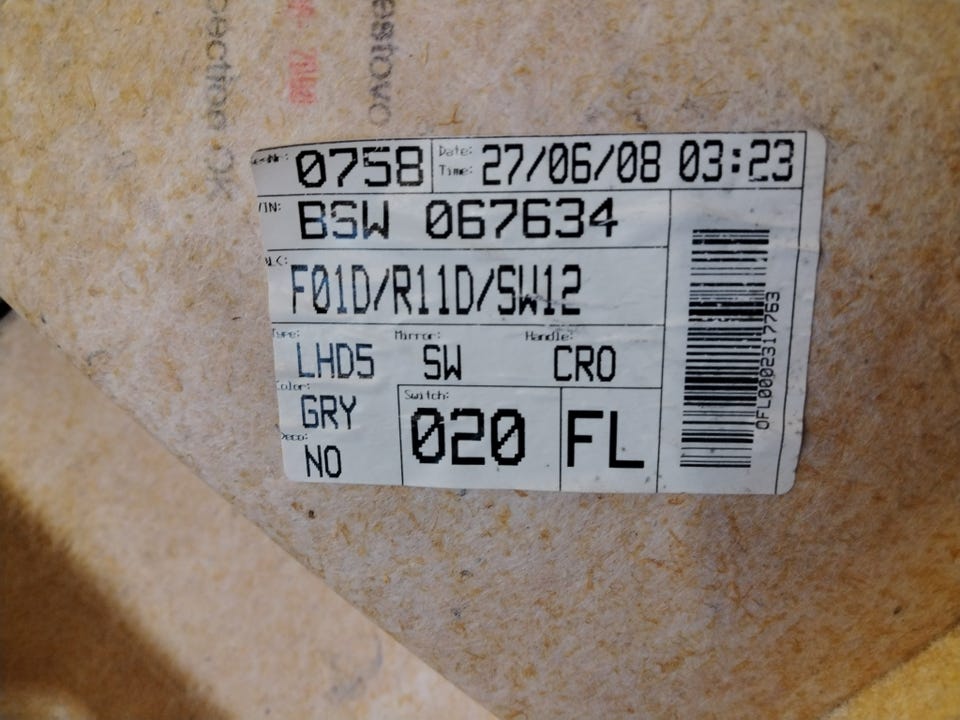 0758 Date: Time: 27/06/08 03:23
VIN: BSW 067634
F01D/R11D/SW12
Type: Mirror: Handle:
LHD5 SW CRO
Color: GRY
Switch: 020 FL
Deco: NO
OFL0002317763